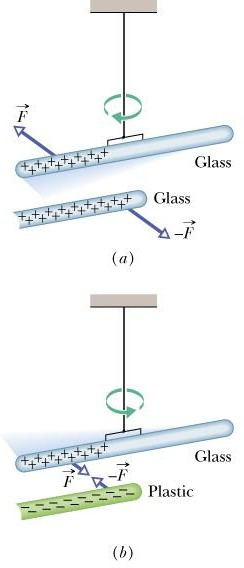 F
+ + + + + + + + +
Glass
+ + + + + + + + +
Glass
–F
(a)
+ + + + + + + + +
Glass
F
–F
– – – – – – – – –
Plastic
(b)